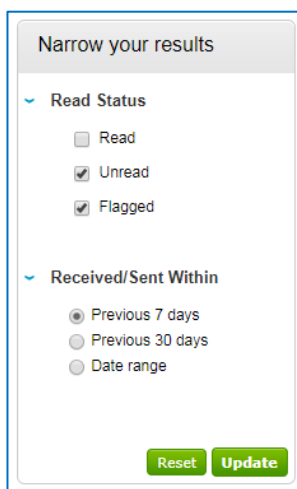 Narrow your results
Read Status
Read
Unread
Flagged
Received/Sent Within
Previous 7 days
Previous 30 days
Date range
Reset Update